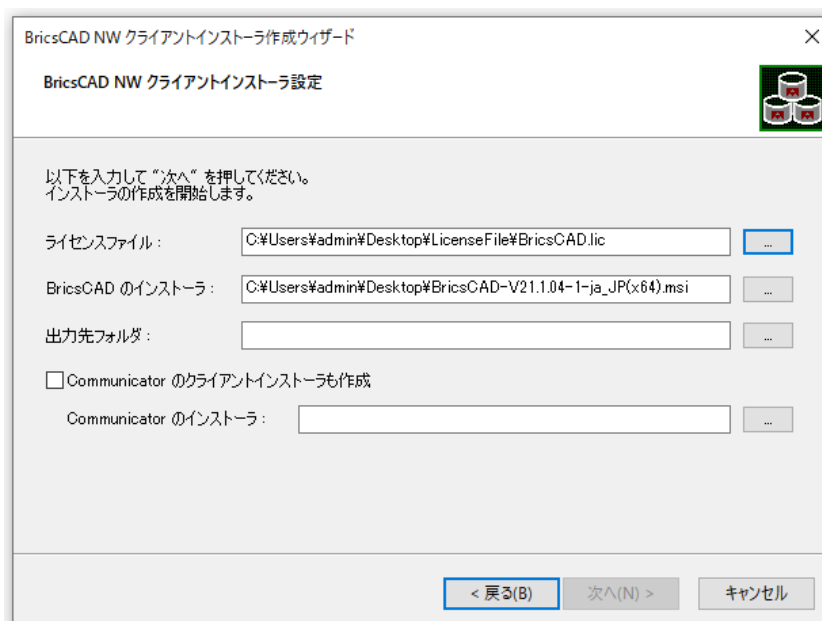 BricsCAD NW クライアントインストーラ作成ウィザード
BricsCAD NW クライアントインストーラ設定
以下を入力して “次へ” を押してください。
インストーラの作成を開始します。
ライセンスファイル : C:¥Users¥admin¥Desktop¥LicenseFile¥BricsCAD.lic ...
BricsCAD のインストーラ : C:¥Users¥admin¥Desktop¥BricsCAD-V21.1.04-1-ja_JP(x64).msi ...
出力先フォルダ : ...
Communicator のクライアントインストーラも作成
Communicator のインストーラ : ...
< 戻る(B) 次へ(N) > キャンセル